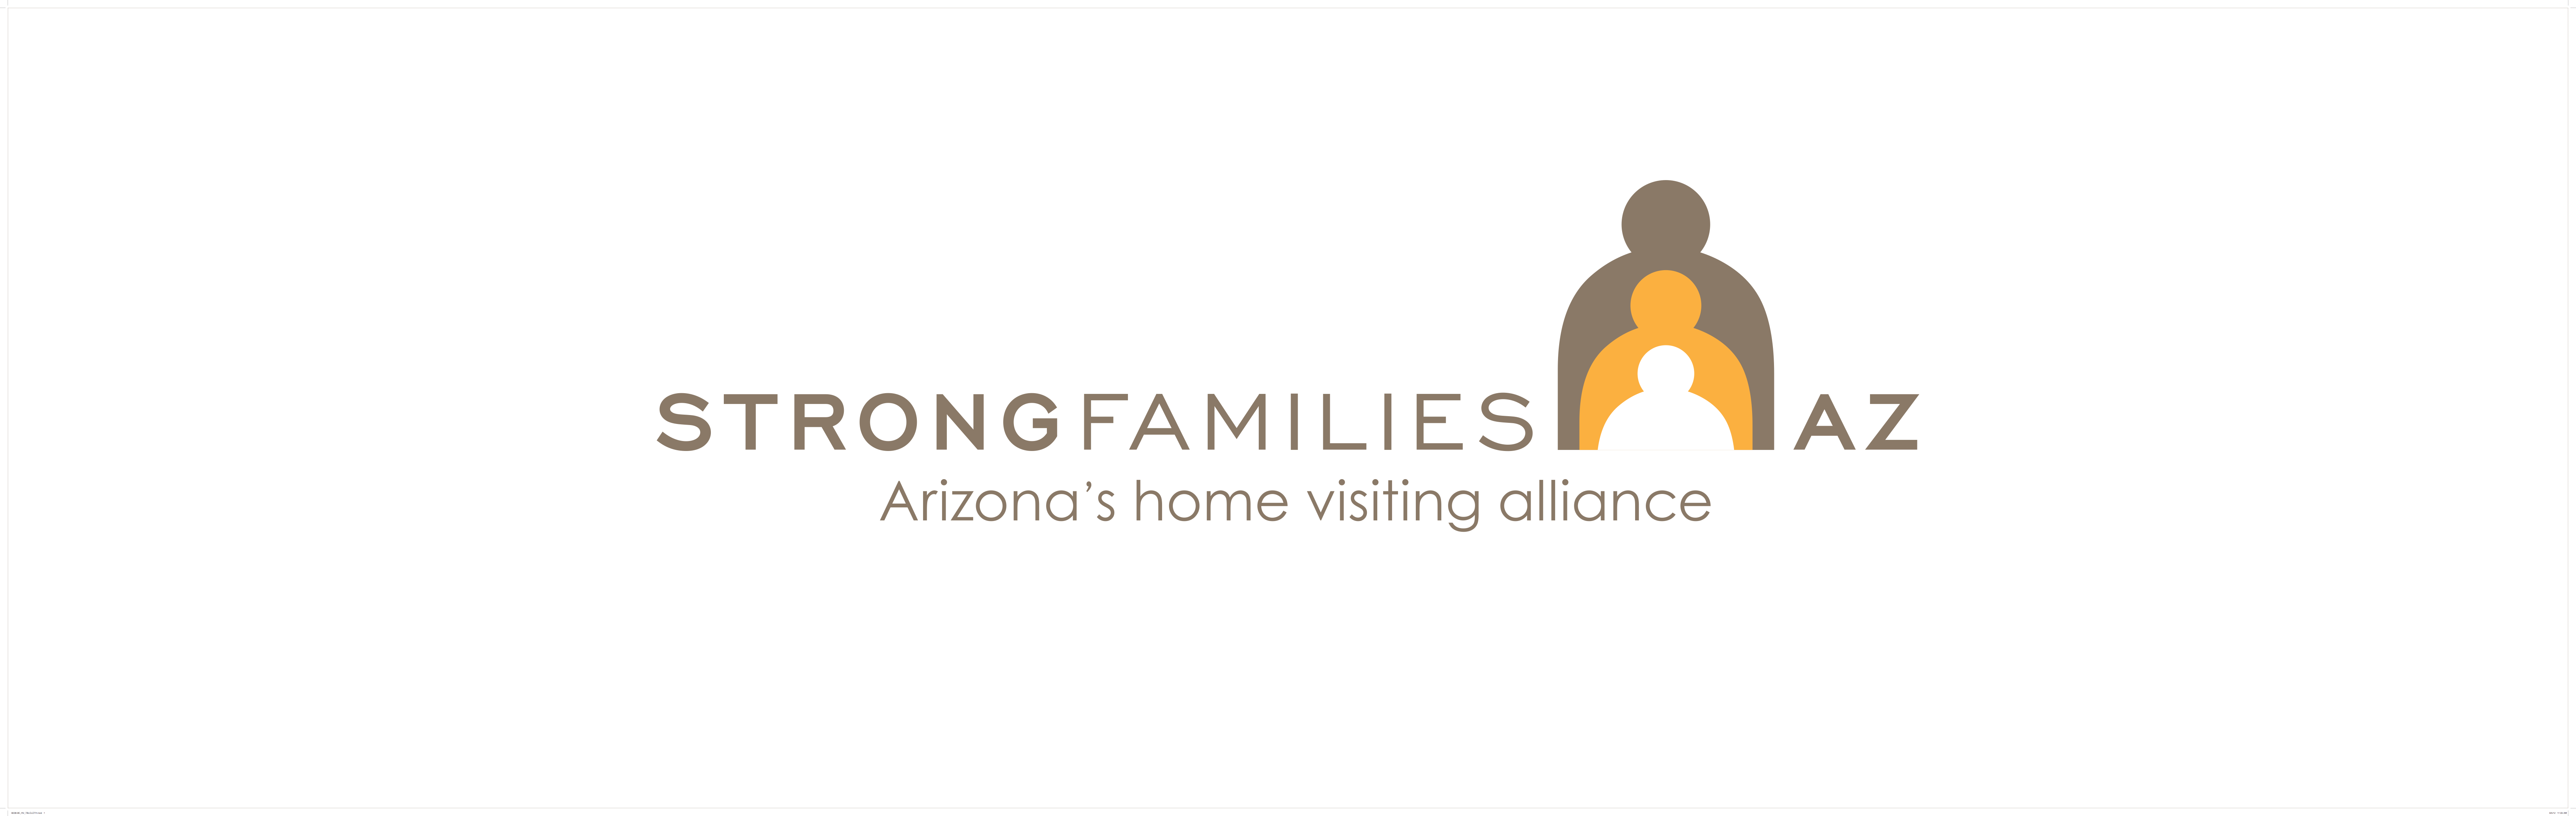 STRONGFAMILIES AZ
Arizona’s home visiting alliance